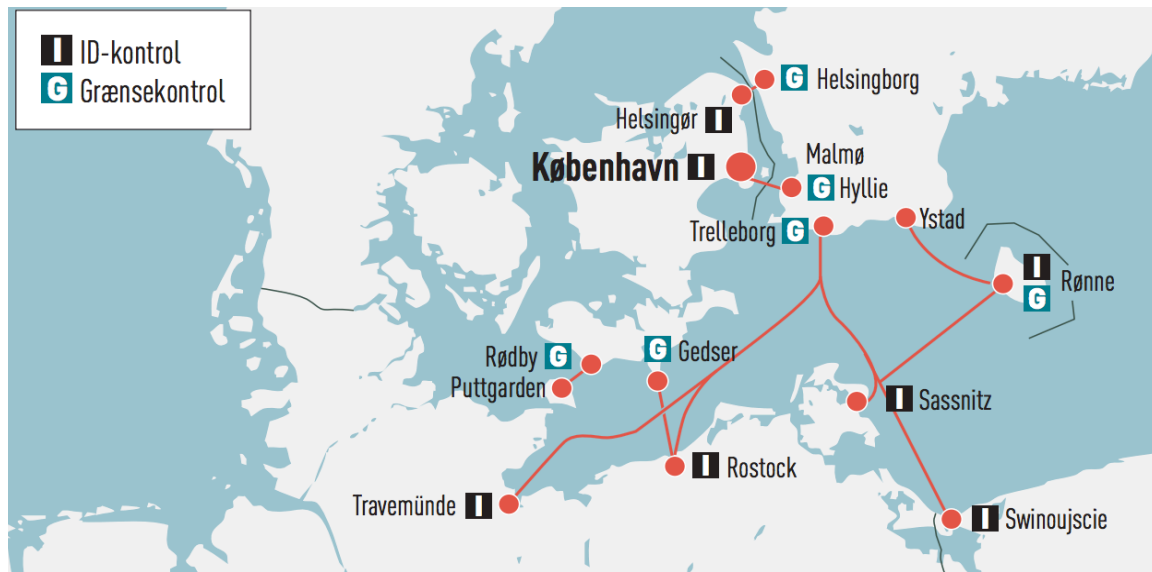 I ID-kontrol
G Grænsekontrol
G Helsingborg
Helsingør I
København I
Malmø
G Hyllie
Trelleborg G
Ystad
I
G
Rønne
Rødby G
Puttgarden
G Gedser
I Sassnitz
I Rostock
Travemünde I
I Swinoujscie